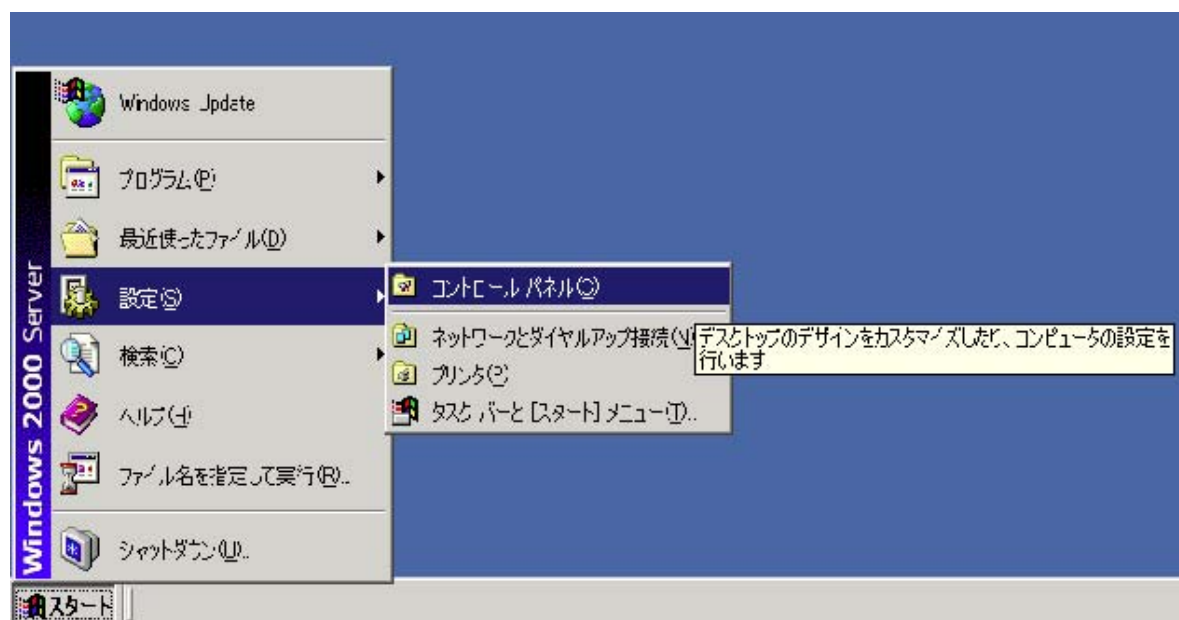 Windows Update
プログラム(P)
最近使ったファイル(D)
設定(S)
検索(C)
ヘルプ(H)
ファイル名を指定して実行(R)...
シャットダウン(U)...
Windows 2000 Server
コントロール パネル(C)
ネットワークとダイヤルアップ接続(N)
プリンタ(P)
タスク バーと [スタート] メニュー(T)...
デスクトップのデザインをカスタマイズしたり、コンピュータの設定を
行います
スタート